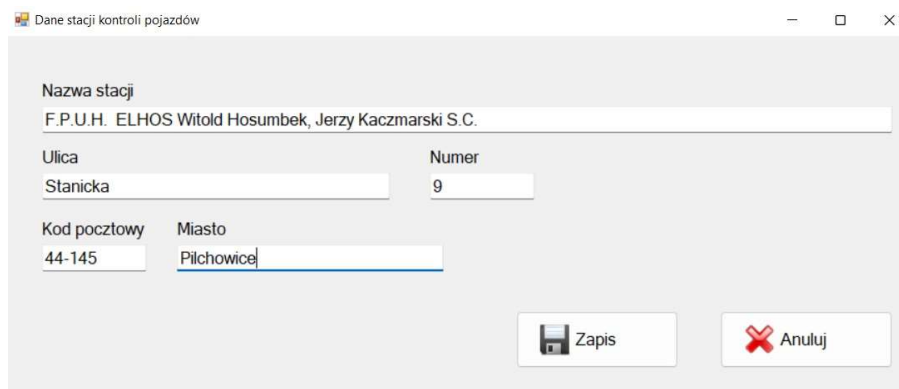 Dane stacji kontroli pojazdów
Nazwa stacji
F.P.U.H. ELHOS Witold Hosumbek, Jerzy Kaczmarski S.C.
Ulica Numer
Stanicka 9
Kod pocztowy Miasto
44-145 Pilchowice
Zapis Anuluj